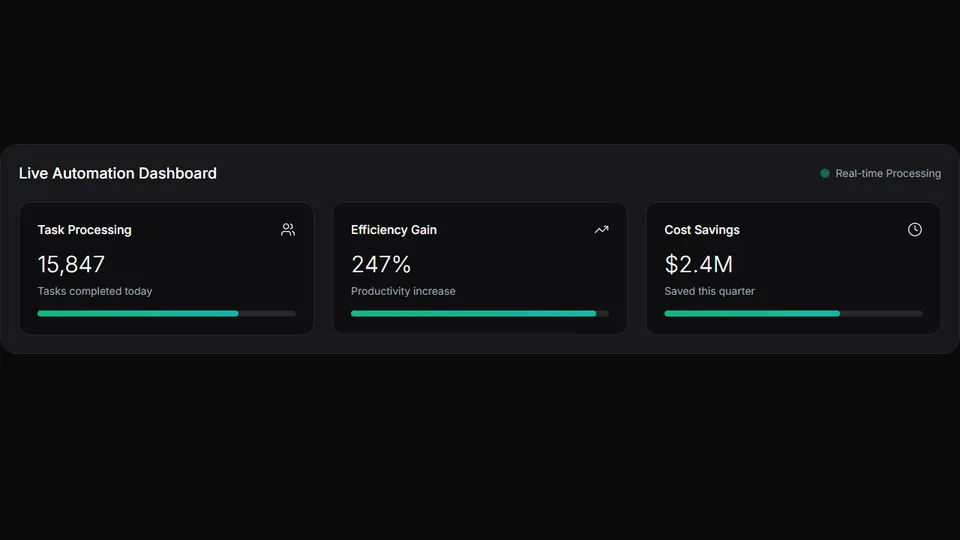 Live Automation Dashboard
Real-time Processing
Task Processing
15,847
Tasks completed today
Efficiency Gain
247%
Productivity increase
Cost Savings
$2.4M
Saved this quarter